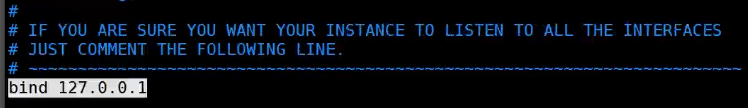 #
# IF YOU ARE SURE YOU WANT YOUR INSTANCE TO LISTEN TO ALL THE INTERFACES
# JUST COMMENT THE FOLLOWING LINE.
# ~~~~~~~~~~~~~~~~~~~~~~~~~~~~~~~~~~~~~~~~~~~~~~~~~~~~~~~~~~~~~~~~~~~~~~~~
bind 127.0.0.1